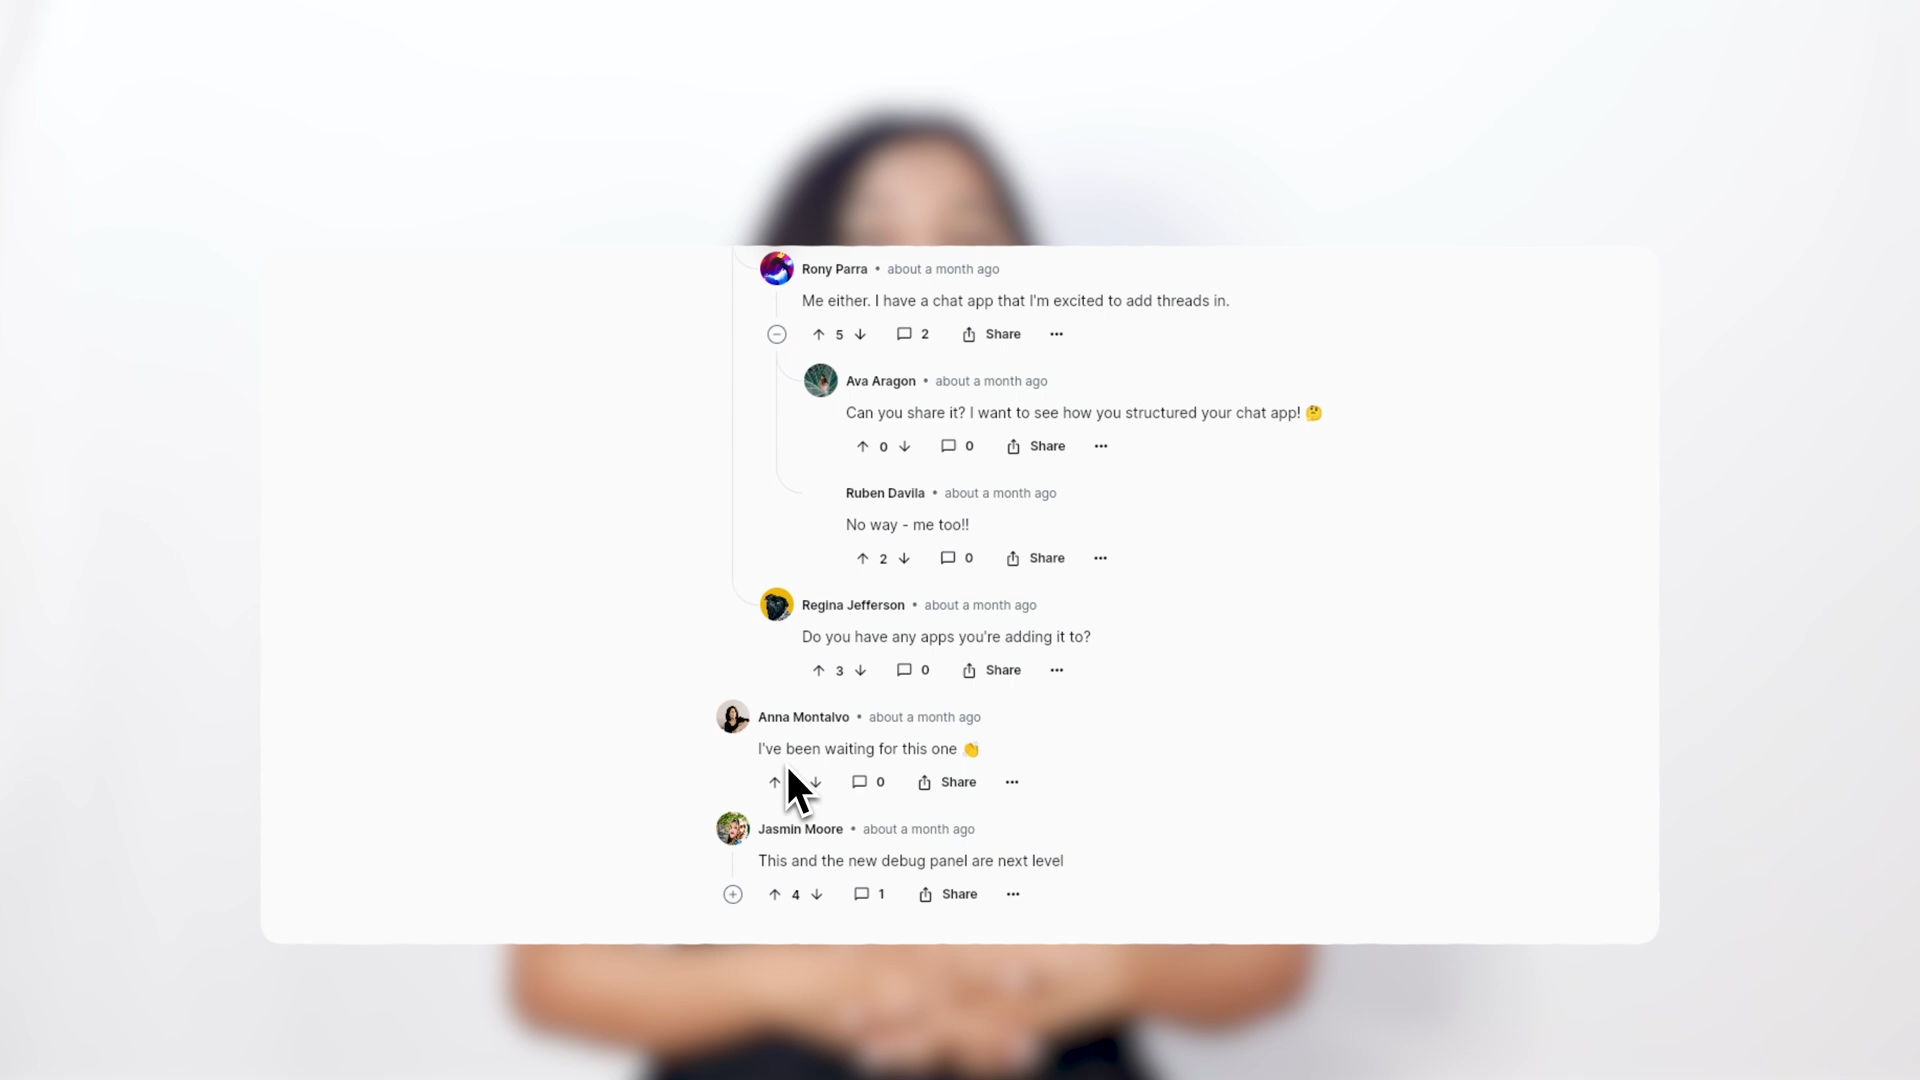 Rony Parra • about a month ago
Me either. I have a chat app that I'm excited to add threads in.
5 2 Share •••
Ava Aragon • about a month ago
Can you share it? I want to see how you structured your chat app! 🤔
0 0 Share •••
Ruben Davila • about a month ago
No way - me too!!
2 0 Share •••
Regina Jefferson • about a month ago
Do you have any apps you're adding it to?
3 0 Share •••
Anna Montalvo • about a month ago
I've been waiting for this one 👏
0 Share •••
Jasmin Moore • about a month ago
This and the new debug panel are next level
4 1 Share •••